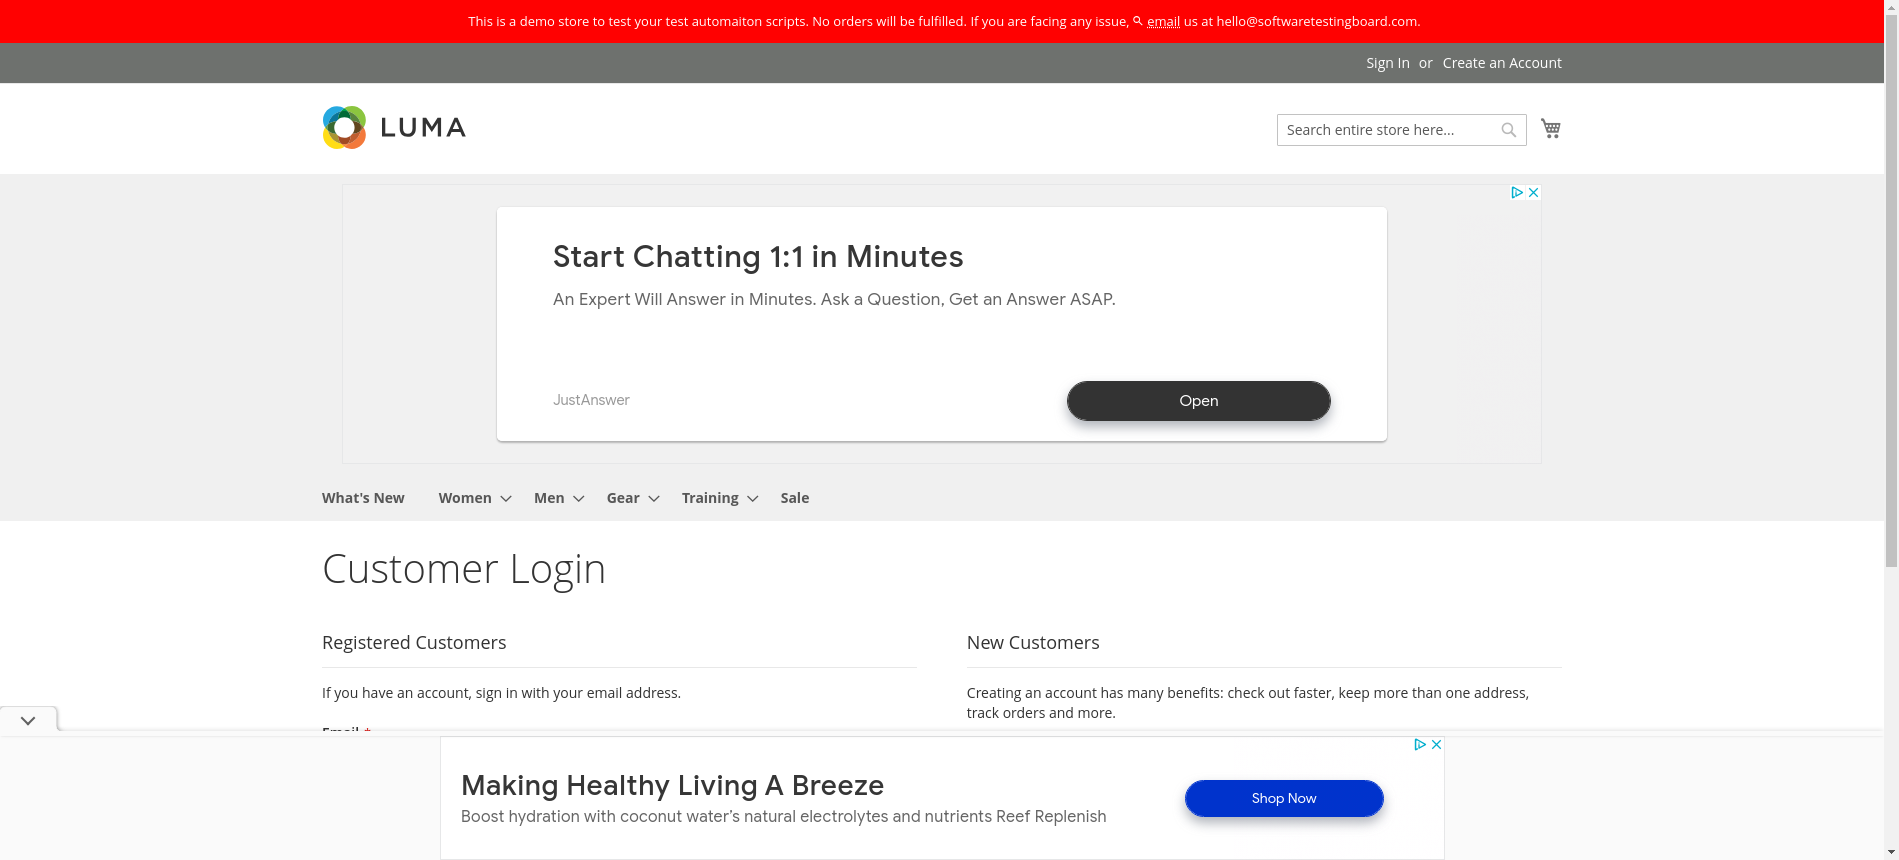 This is a demo store to test your test automaiton scripts. No orders will be fulfilled. If you are facing any issue, email us at hello@softwaretestingboard.com.
Sign In or Create an Account
LUMA
Search entire store here...
Start Chatting 1:1 in Minutes
An Expert Will Answer in Minutes. Ask a Question, Get an Answer ASAP.
JustAnswer
Open
What's New Women Men Gear Training Sale
Customer Login
Registered Customers
If you have an account, sign in with your email address.
Email *
New Customers
Creating an account has many benefits: check out faster, keep more than one address,
track orders and more.
Making Healthy Living A Breeze
Boost hydration with coconut water’s natural electrolytes and nutrients Reef Replenish
Shop Now